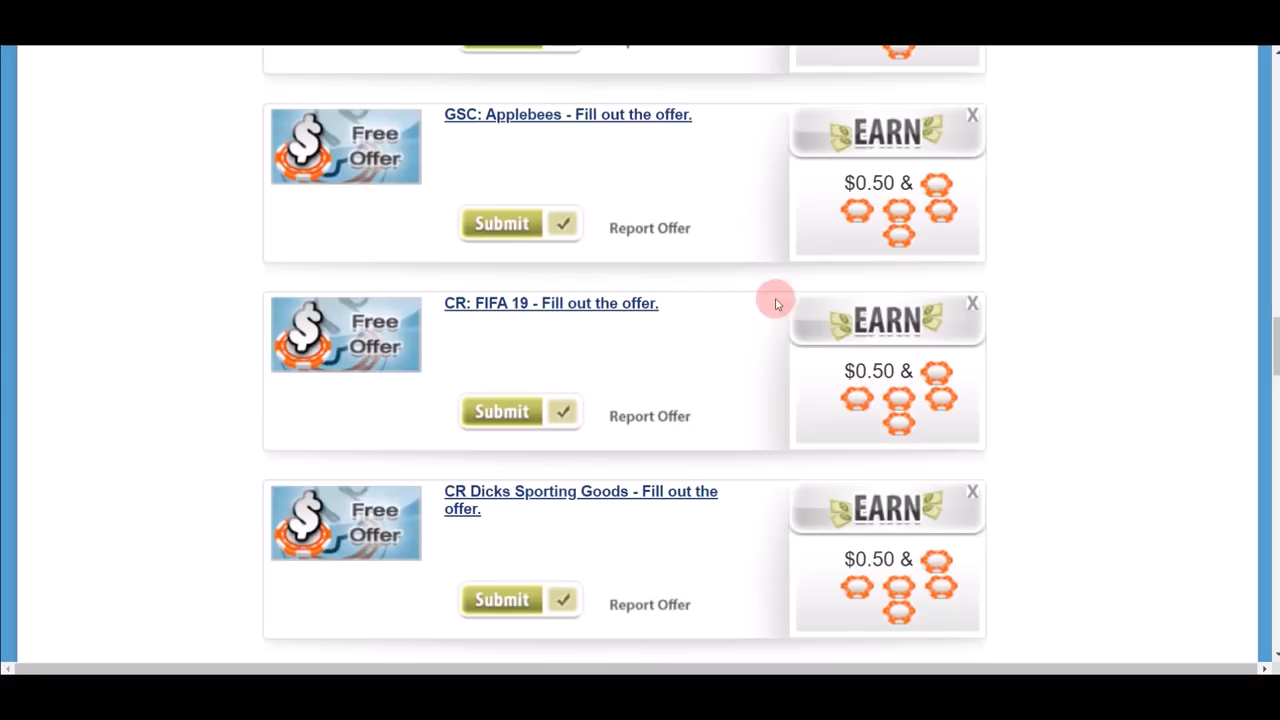 GSC: Applebees - Fill out the offer.
X
EARN
Free
Offer
$0.50 &
Submit
Report Offer
CR: FIFA 19 - Fill out the offer.
X
EARN
Free
Offer
$0.50 &
Submit
Report Offer
CR Dicks Sporting Goods - Fill out the
offer.
X
EARN
Free
Offer
$0.50 &
Submit
Report Offer